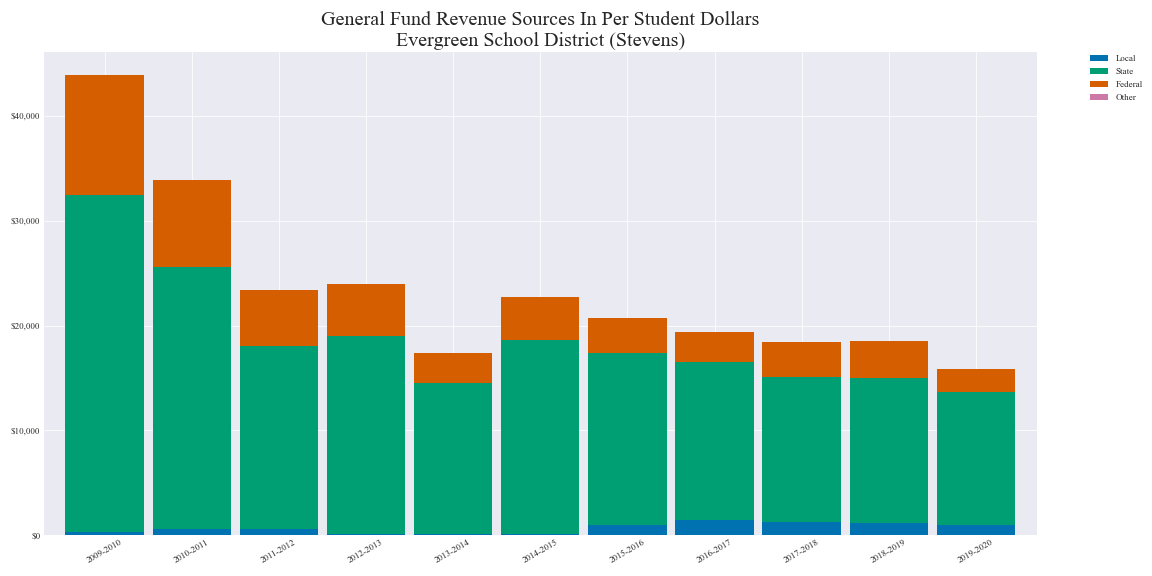 General Fund Revenue Sources In Per Student Dollars
Evergreen School District (Stevens)
Local
State
Federal
Other
$40,000
$30,000
$20,000
$10,000
$0
2009-2010
2010-2011
2011-2012
2012-2013
2013-2014
2014-2015
2015-2016
2016-2017
2017-2018
2018-2019
2019-2020